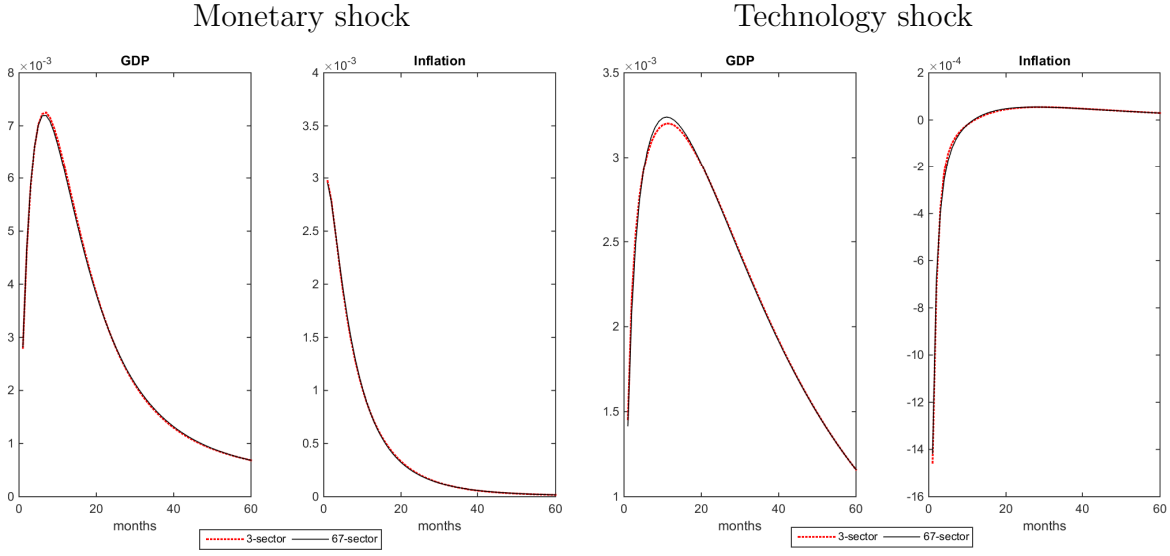 Monetary shock
Technology shock
×10⁻³
GDP
8
7
6
5
4
3
2
1
0
0 20 40 60
months
×10⁻³
Inflation
4
3.5
3
2.5
2
1.5
1
0.5
0
0 20 40 60
months
3-sector 67-sector
×10⁻³
GDP
3.5
3
2.5
2
1.5
1
0 20 40 60
months
×10⁻⁴
Inflation
2
0
-2
-4
-6
-8
-10
-12
-14
-16
0 20 40 60
months
3-sector 67-sector